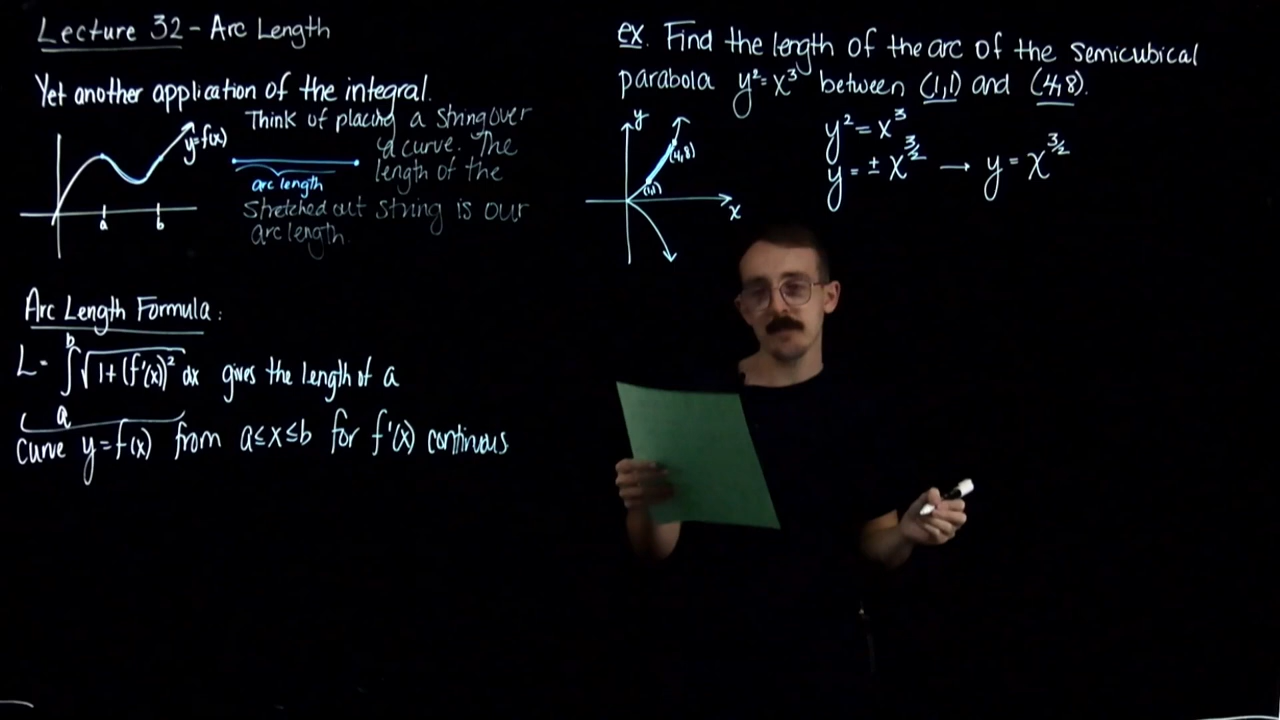 Lecture 32 - Arc Length
Yet another application of the integral.
y=f(x)
a
b
Think of placing a string over
a curve. The
length of the
stretched out string is our
arc length.
arc length
Arc Length Formula:
L = ∫ₐᵇ √(1+(f'(x))²) dx gives the length of a
curve y=f(x) from a≤x≤b for f'(x) continuous
ex. Find the length of the arc of the semicubical
parabola y²=x³ between (1,1) and (4,8).
y
(4,8)
(1,1)
x
y² = x³
y = ± x^(3/2) → y = x^(3/2)